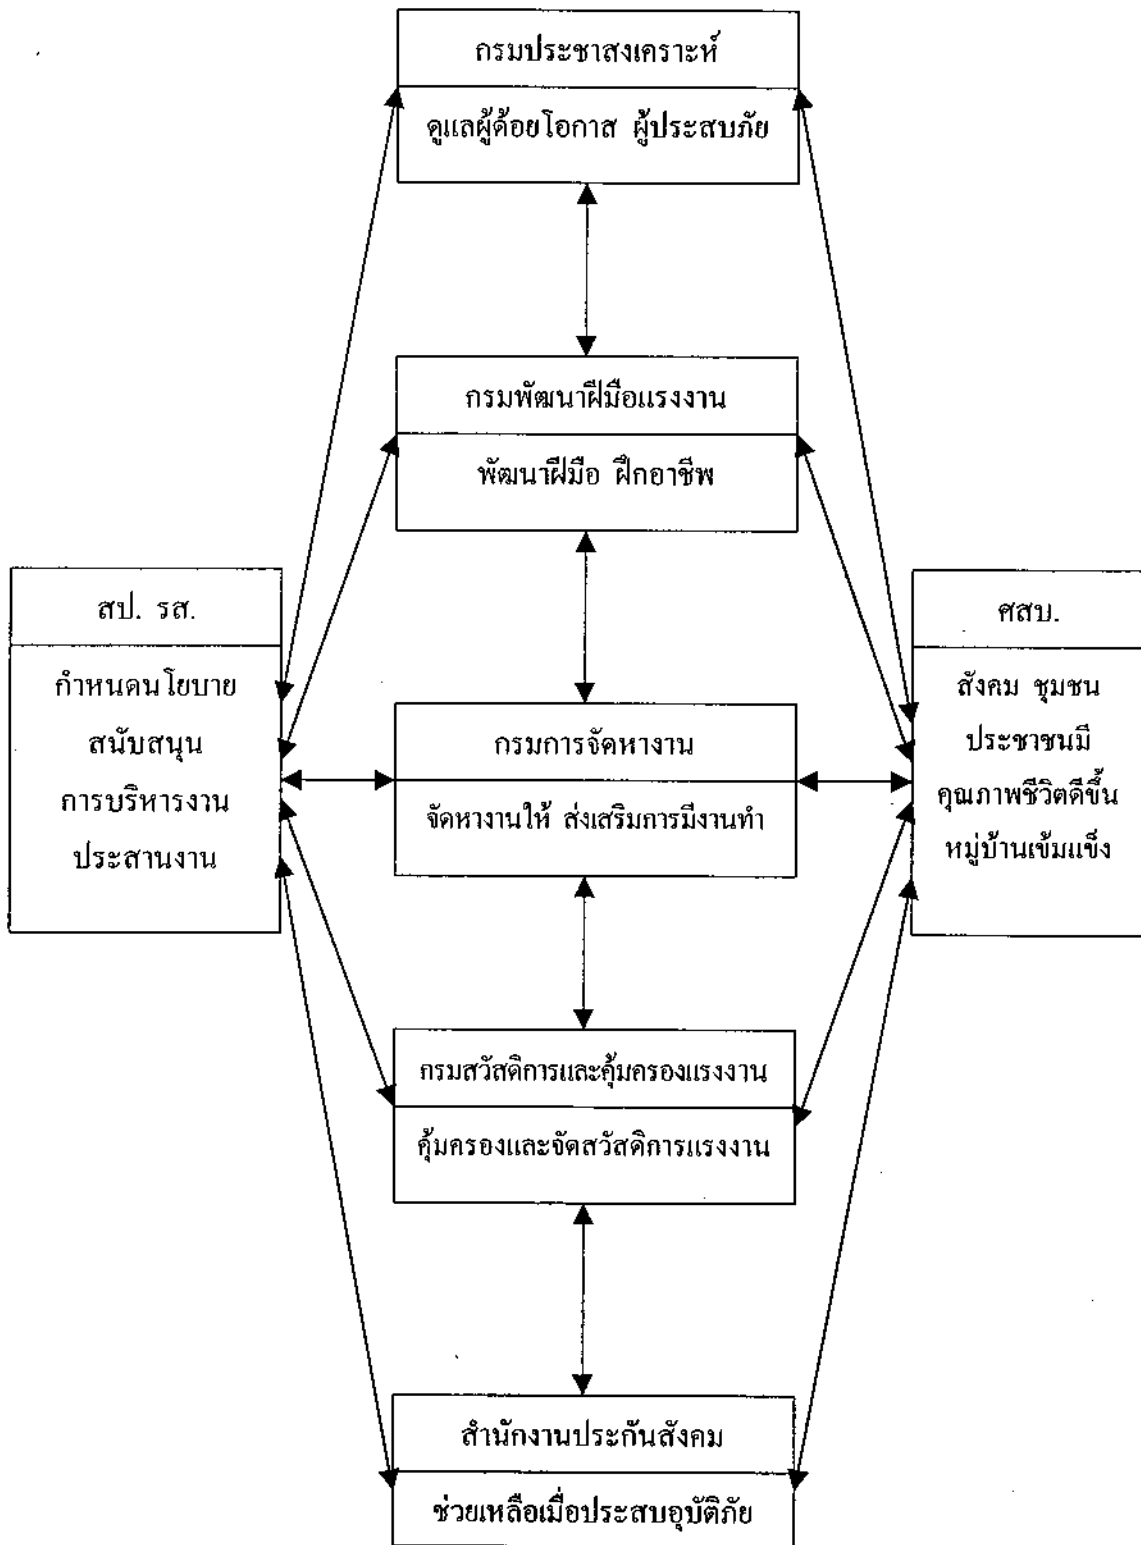 กรมประชาสงเคราะห์
ดูแลผู้ด้อยโอกาส ผู้ประสบภัย
กรมพัฒนาฝีมือแรงงาน
พัฒนาฝีมือ ฝึกอาชีพ
สป. รส.
กำหนดนโยบาย
สนับสนุน
การบริหารงาน
ประสานงาน
กรมการจัดหางาน
จัดหางานให้ ส่งเสริมการมีงานทำ
ศสบ.
สังคม ชุมชน
ประชาชนมี
คุณภาพชีวิตดีขึ้น
หมู่บ้านเข้มแข็ง
กรมสวัสดิการและคุ้มครองแรงงาน
คุ้มครองและจัดสวัสดิการแรงงาน
สำนักงานประกันสังคม
ช่วยเหลือเมื่อประสบอุบัติภัย